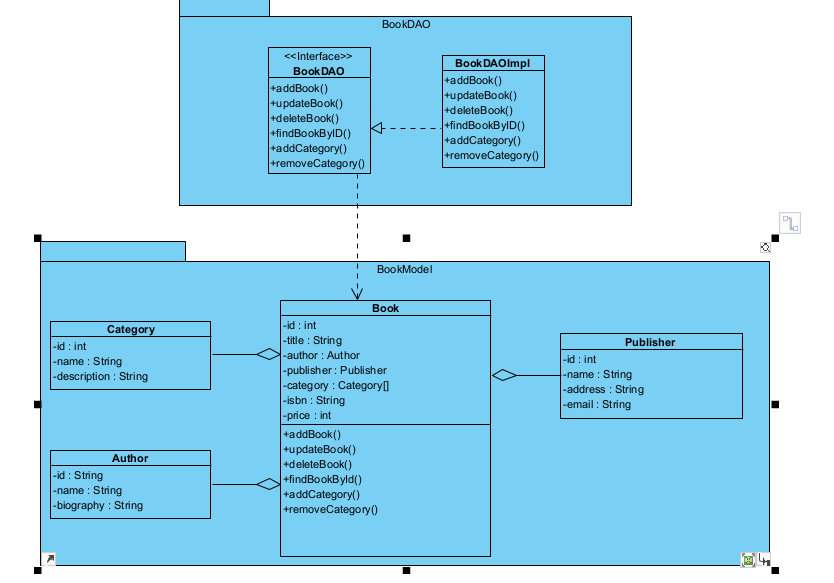 BookDAO
<<Interface>>
BookDAO
+addBook()
+updateBook()
+deleteBook()
+findBookByID()
+addCategory()
+removeCategory()
BookDAOImpl
+addBook()
+updateBook()
+deleteBook()
+findBookByID()
+addCategory()
+removeCategory()
BookModel
Category
-id : int
-name : String
-description : String
Author
-id : String
-name : String
-biography : String
Book
-id : int
-title : String
-author : Author
-publisher : Publisher
-category : Category[]
-isbn : String
-price : int
+addBook()
+updateBook()
+deleteBook()
+findBookById()
+addCategory()
+removeCategory()
Publisher
-id : int
-name : String
-address : String
-email : String